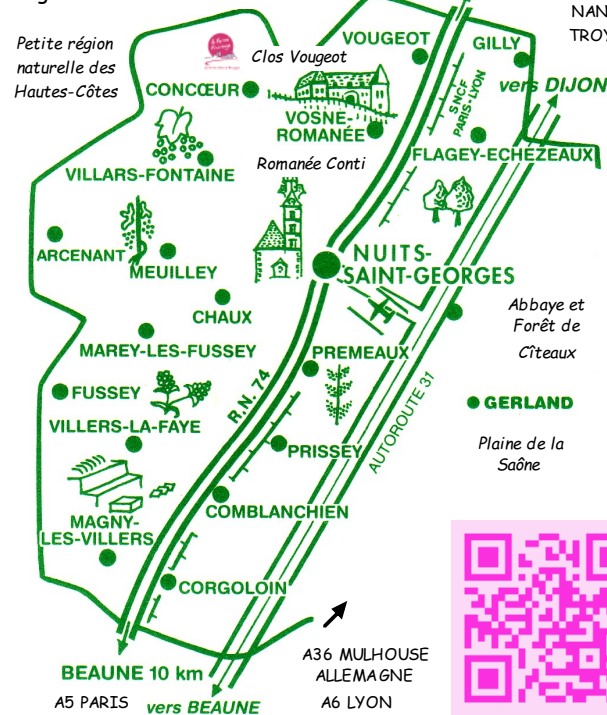 NAN
TROY
Petite région
naturelle des
Hautes-Côtes
Clos Vougeot
VOUGEOT
GILLY
vers DIJON
CONCŒUR
SNCF
PARIS-LYON
VOSNE-
ROMANÉE
FLAGEY-ECHEZEAUX
VILLARS-FONTAINE
Romanée Conti
ARCENANT
MEUILLEY
NUITS-
SAINT-GEORGES
CHAUX
Abbaye et
Forêt de
Cîteaux
MAREY-LES-FUSSEY
PREMEAUX
FUSSEY
R.N. 74
AUTOROUTE 31
GERLAND
VILLERS-LA-FAYE
PRISSEY
Plaine de la
Saône
MAGNY-
LES-VILLERS
COMBLANCHIEN
CORGOLOIN
BEAUNE 10 km
A36 MULHOUSE
ALLEMAGNE
A5 PARIS
vers BEAUNE
A6 LYON